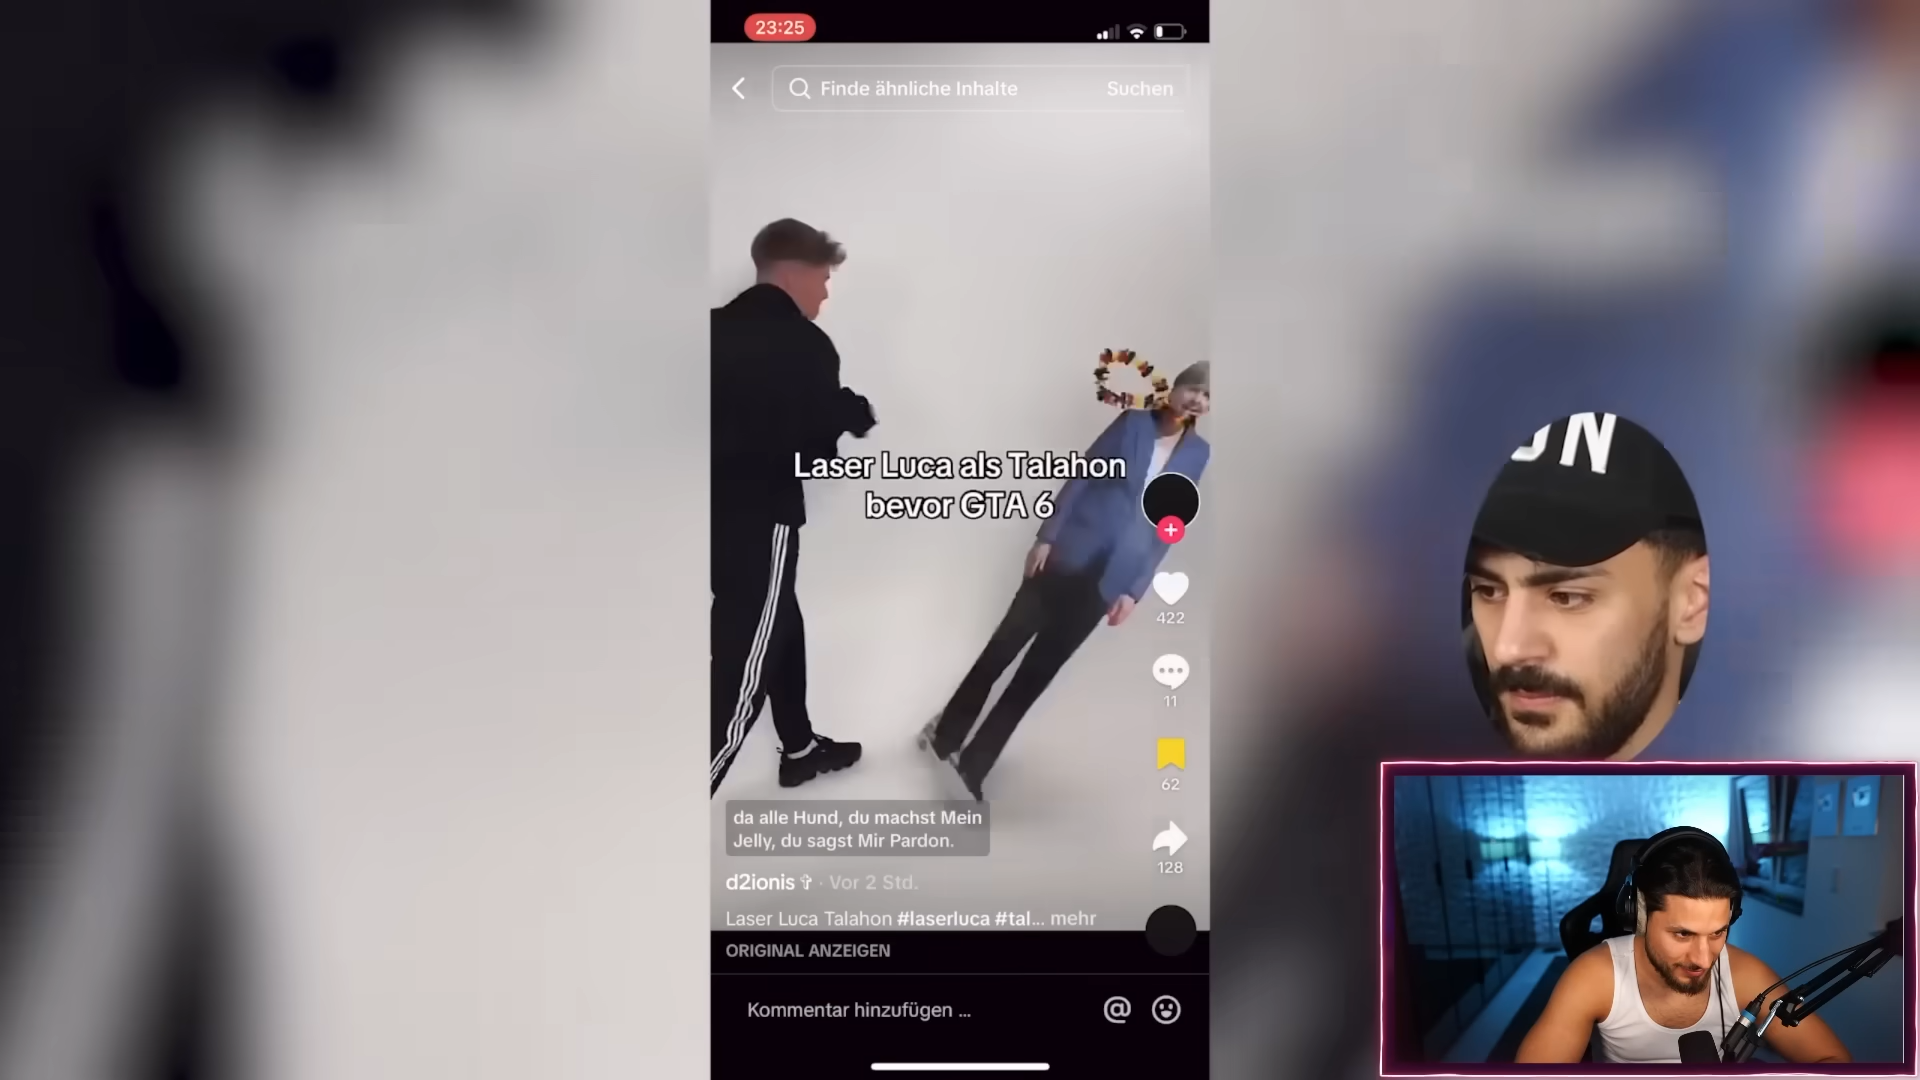 23:25
Finde ähnliche Inhalte
Suchen
Laser Luca als Talahon
bevor GTA 6
422
11
62
128
da alle Hund, du machst Mein
Jelly, du sagst Mir Pardon.
d2ionis ✞ · Vor 2 Std.
Laser Luca Talahon #laserluca #tal... mehr
ORIGINAL ANZEIGEN
Kommentar hinzufügen ...
@